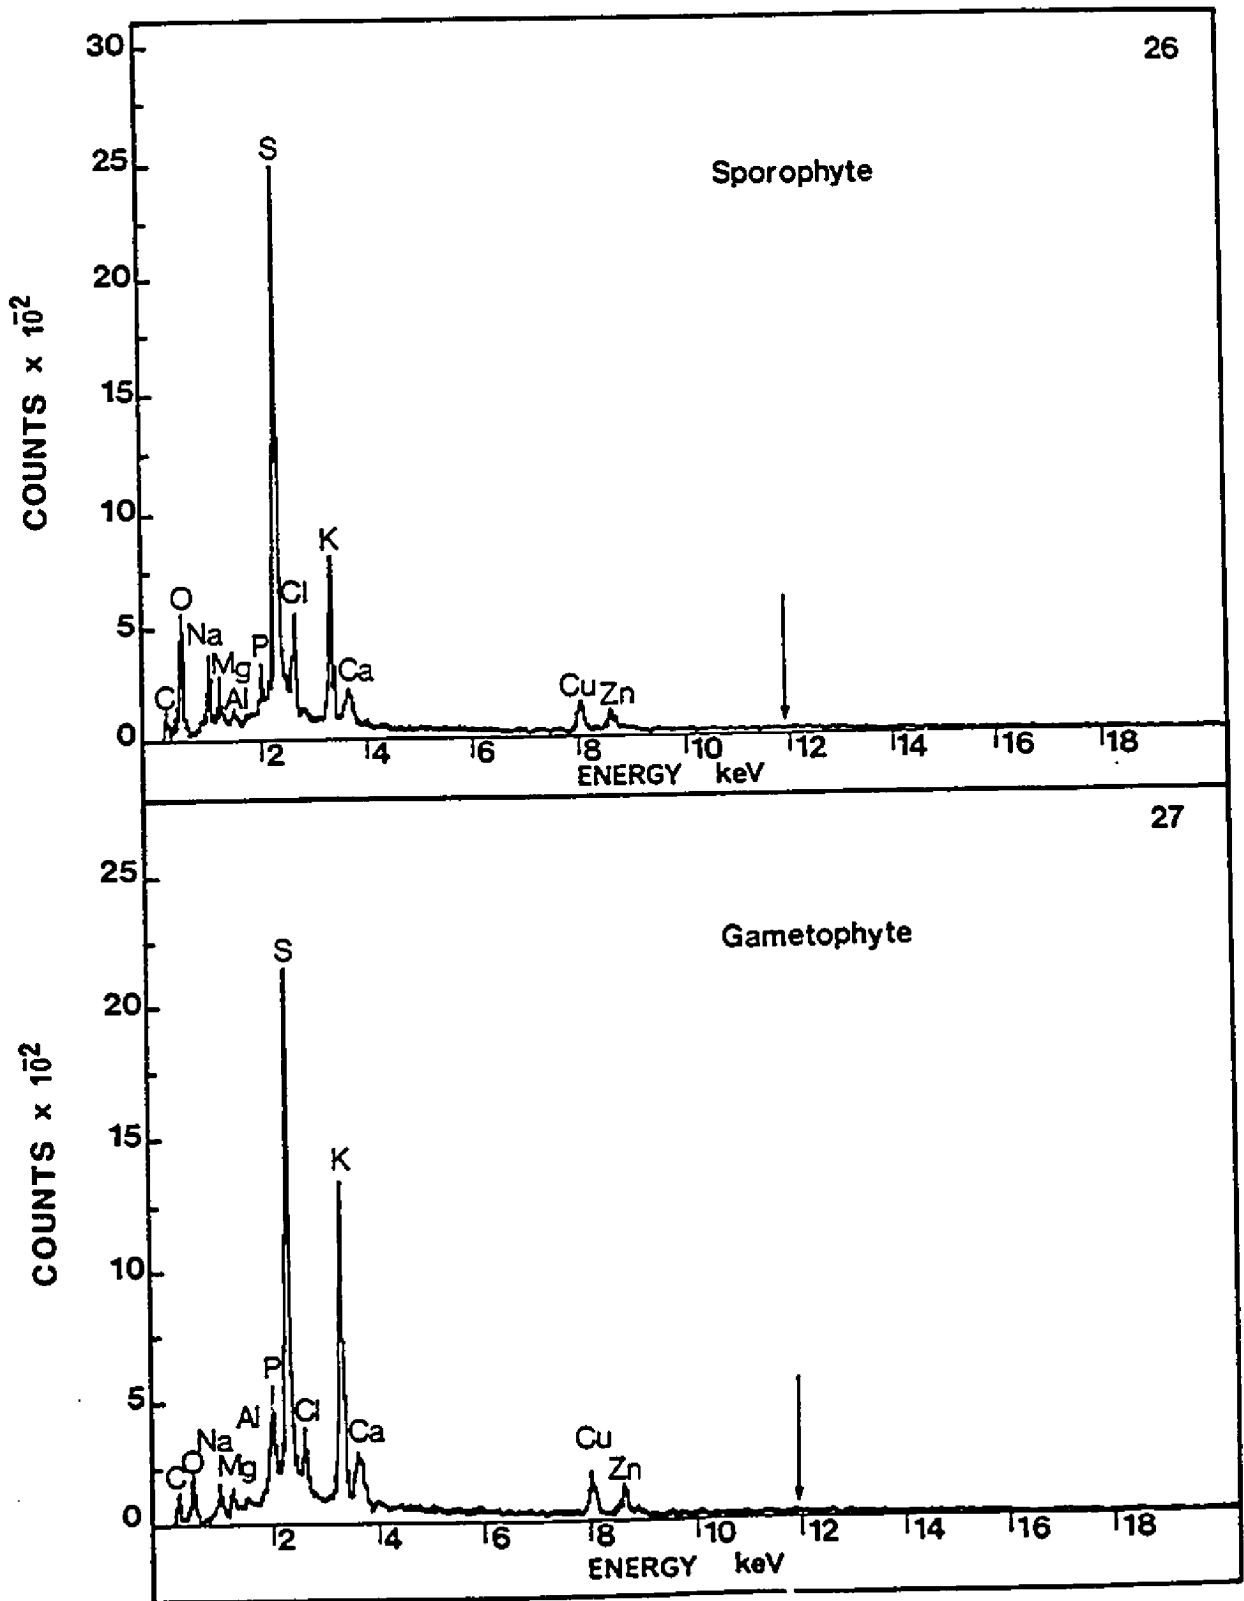 26
Sporophyte
COUNTS x 10^-2
30
25
20
15
10
5
0
S
K
O
Cl
Na
P
Mg
Al
C
Ca
Cu
Zn
2 4 6 8 10 12 14 16 18
ENERGY keV
27
Gametophyte
COUNTS x 10^-2
25
20
15
10
5
0
S
K
P
Al
Cl
Na
Ca
Mg
O
C
Cu
Zn
2 4 6 8 10 12 14 16 18
ENERGY keV